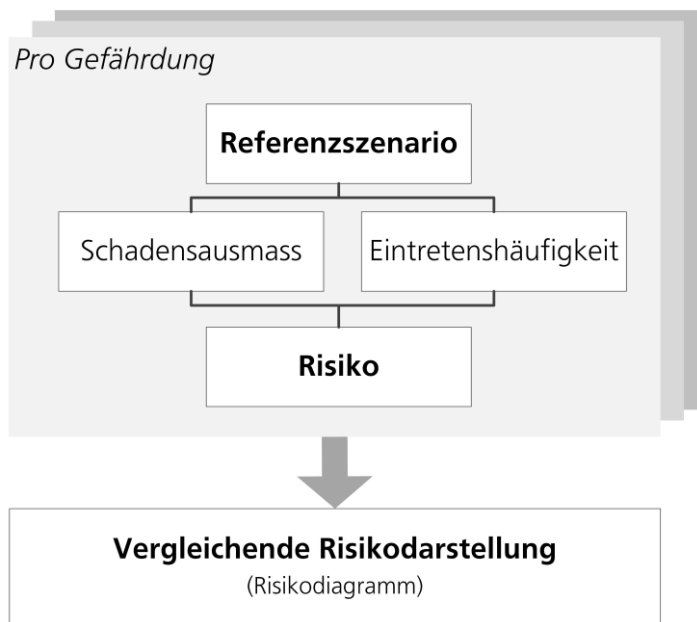 Pro Gefährdung
Referenzszenario
Schadensausmass
Eintretenshäufigkeit
Risiko
Vergleichende Risikodarstellung
(Risikodiagramm)